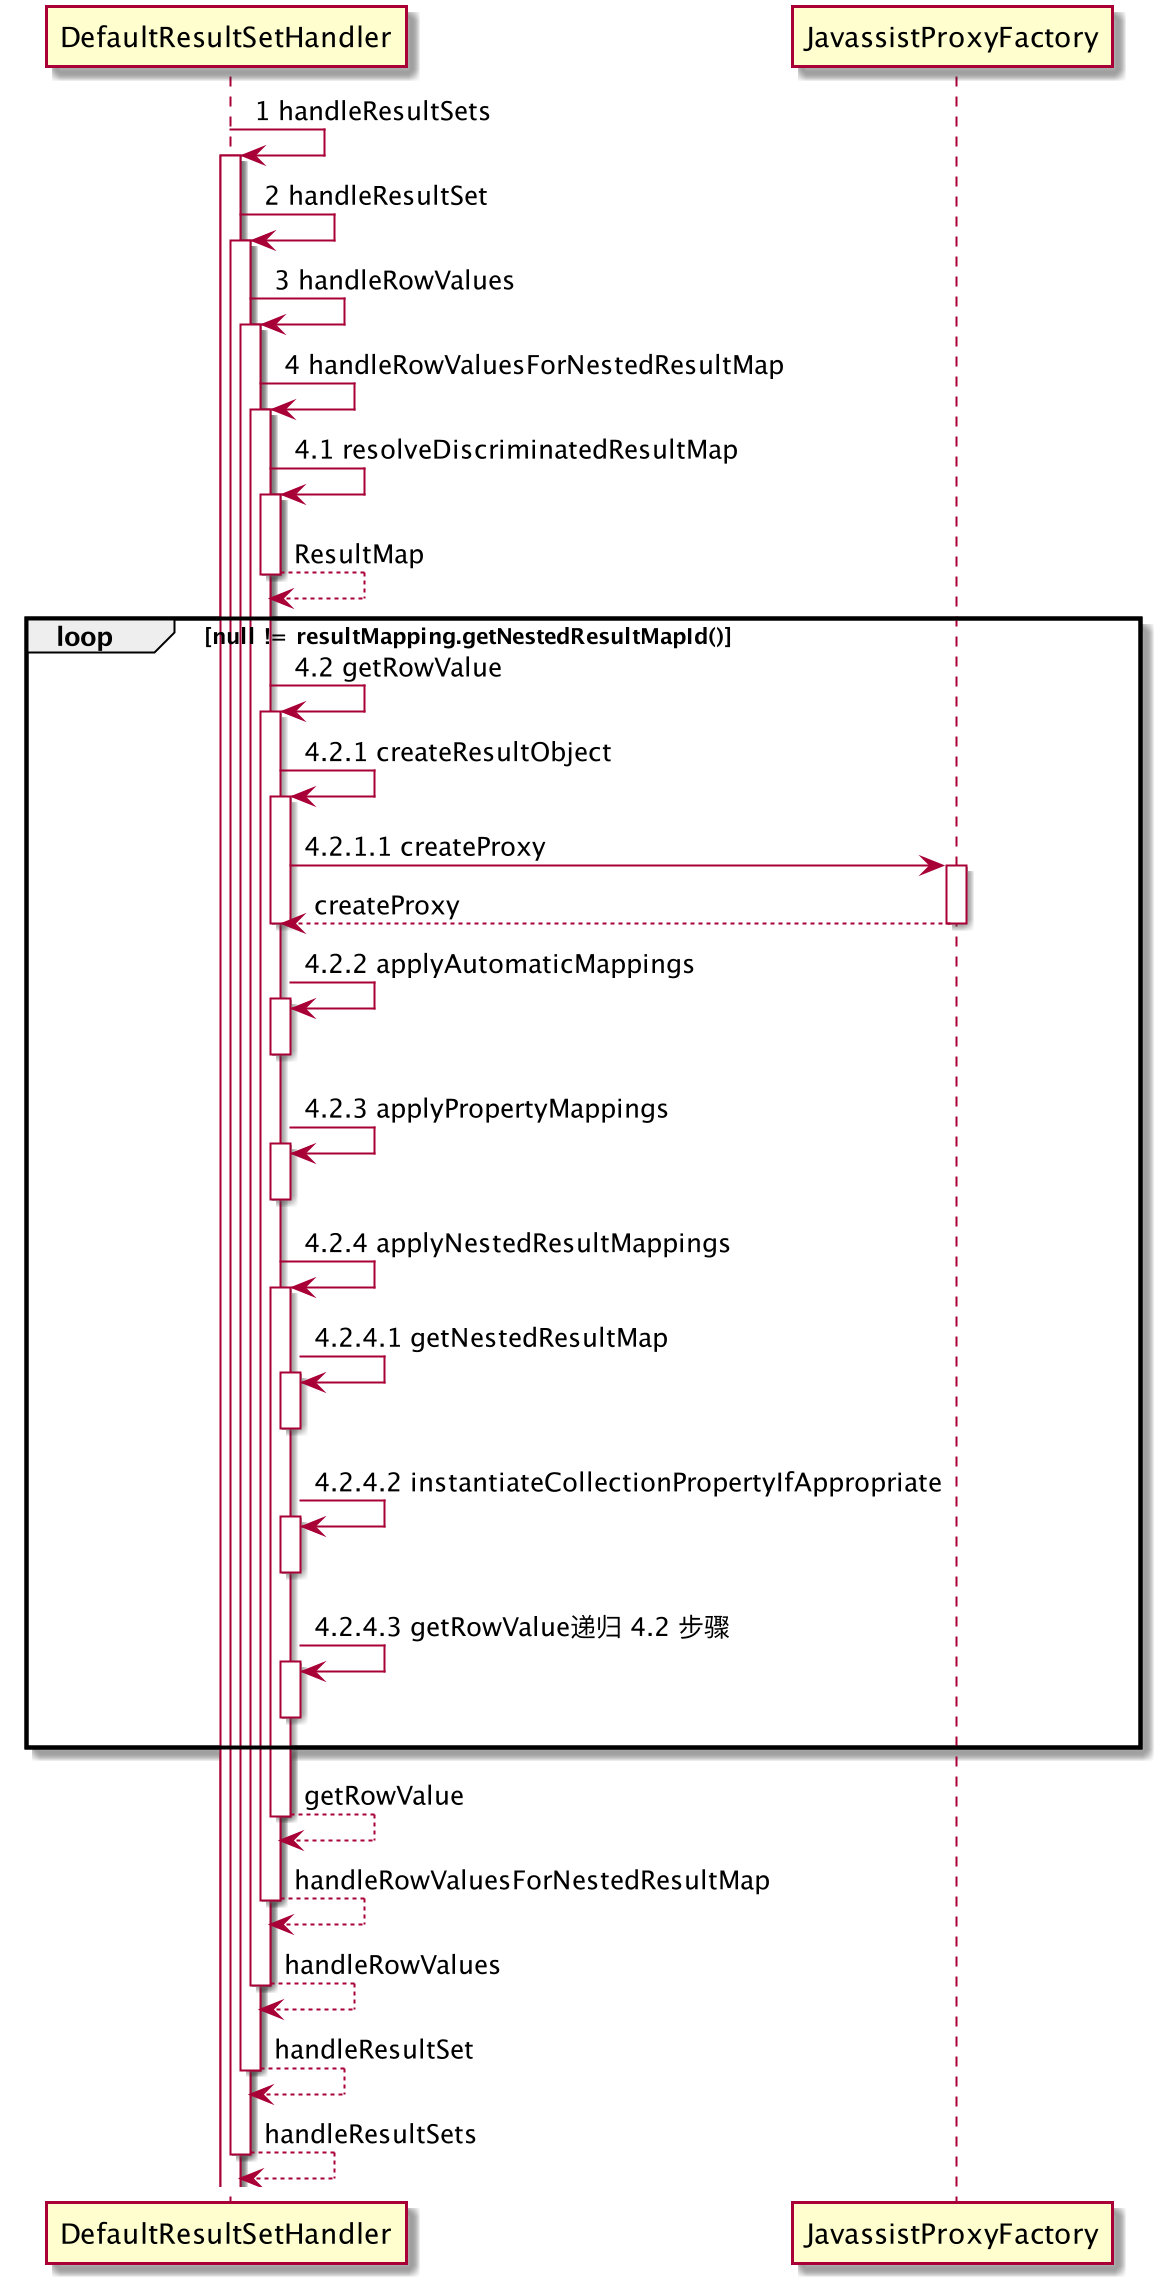 DefaultResultSetHandler
JavassistProxyFactory
1 handleResultSets
2 handleResultSet
3 handleRowValues
4 handleRowValuesForNestedResultMap
4.1 resolveDiscriminatedResultMap
ResultMap
loop
[null != resultMapping.getNestedResultMapId()]
4.2 getRowValue
4.2.1 createResultObject
4.2.1.1 createProxy
createProxy
4.2.2 applyAutomaticMappings
4.2.3 applyPropertyMappings
4.2.4 applyNestedResultMappings
4.2.4.1 getNestedResultMap
4.2.4.2 instantiateCollectionPropertyIfAppropriate
4.2.4.3 getRowValue递归 4.2 步骤
getRowValue
handleRowValuesForNestedResultMap
handleRowValues
handleResultSet
handleResultSets
DefaultResultSetHandler
JavassistProxyFactory